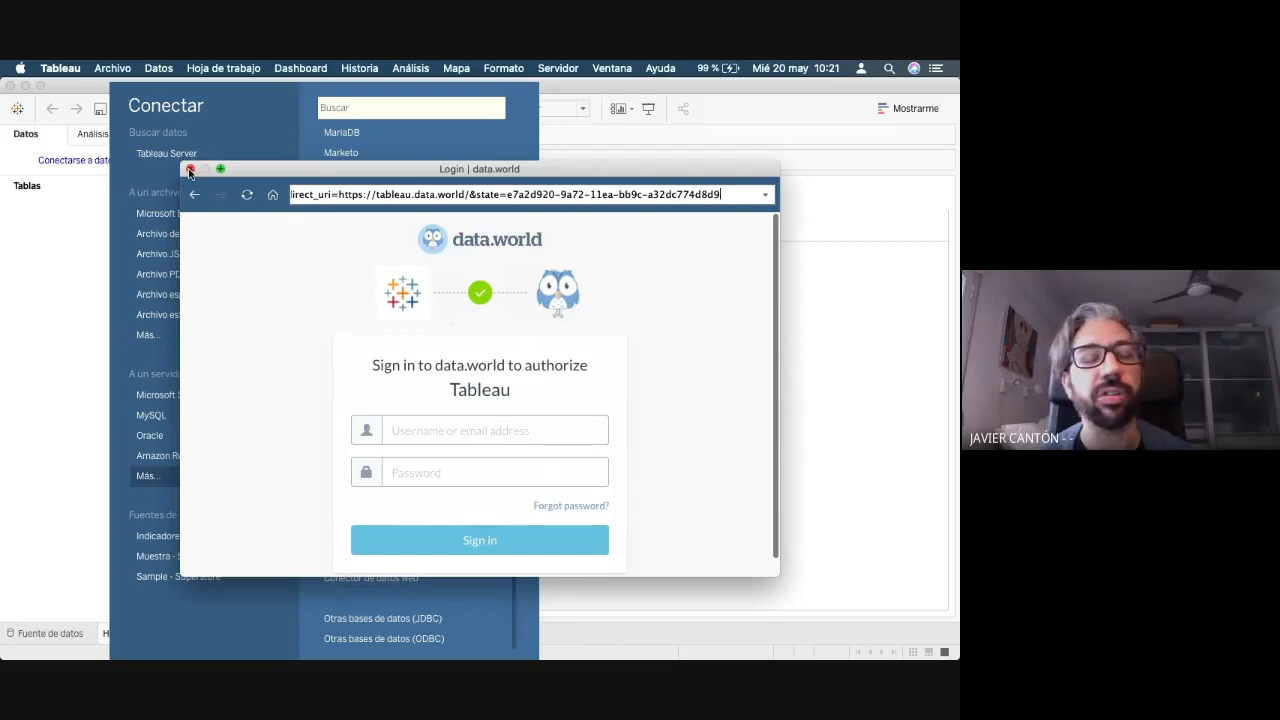 Tableau Archivo Datos Hoja de trabajo Dashboard Historia Análisis Mapa Formato Servidor Ventana Ayuda 99 % Mié 20 may 10:21
Mostrarme
Datos Análisis
Conectarse a dato
Tablas
Conectar
Buscar datos
Tableau Server
A un archiv
Microsoft
Archivo de
Archivo JS
Archivo PD
Archivo es
Archivo es
Más...
A un servid
Microsoft S
MySQL
Oracle
Amazon Re
Más...
Fuentes de
Indicadore
Muestra - S
Sample - Superstore
Buscar
MariaDB
Marketo
Conector de datos web
Otras bases de datos (JDBC)
Otras bases de datos (ODBC)
Login | data.world
irect_uri=https://tableau.data.world/&state=e7a2d920-9a72-11ea-bb9c-a32dc774d8d9
data.world
Sign in to data.world to authorize
Tableau
Username or email address
Password
Forgot password?
Sign in
Fuente de datos H
JAVIER CANTÓN - -